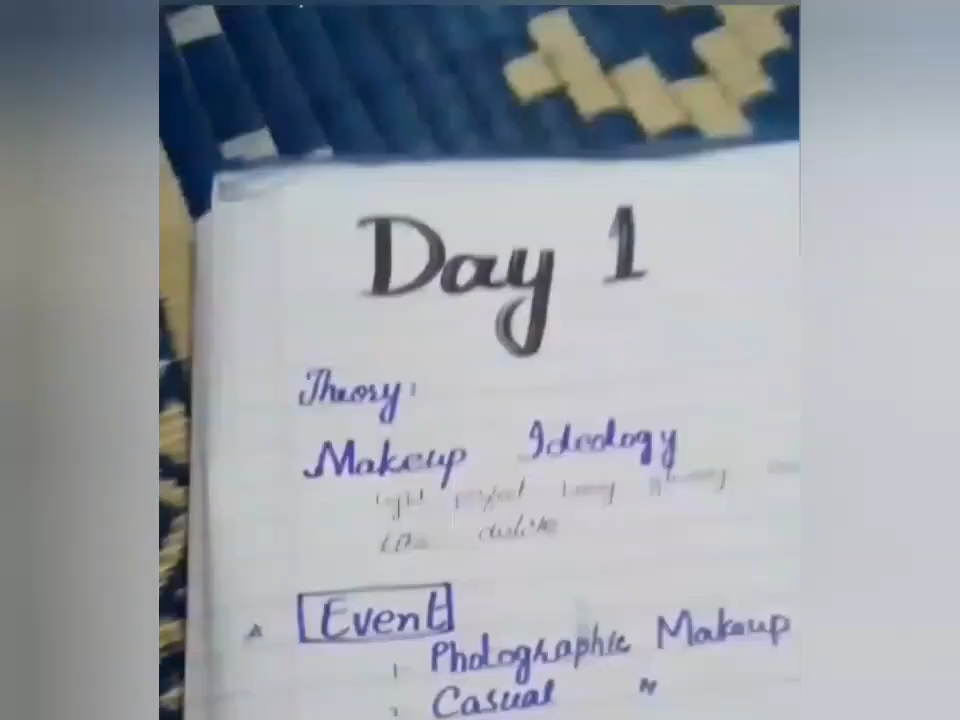 Day 1
Theory:
Makeup Ideology
Event
Photographic Makeup
Casual "